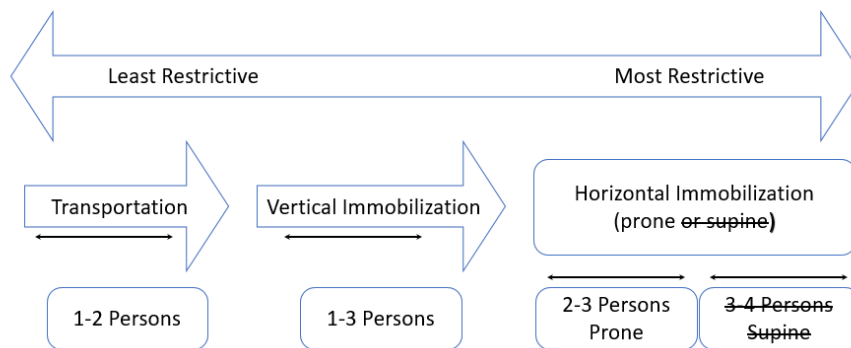 Least Restrictive
Most Restrictive
Transportation
Vertical Immobilization
Horizontal Immobilization
(prone or supine)
1-2 Persons
1-3 Persons
2-3 Persons
Prone
3-4 Persons
Supine